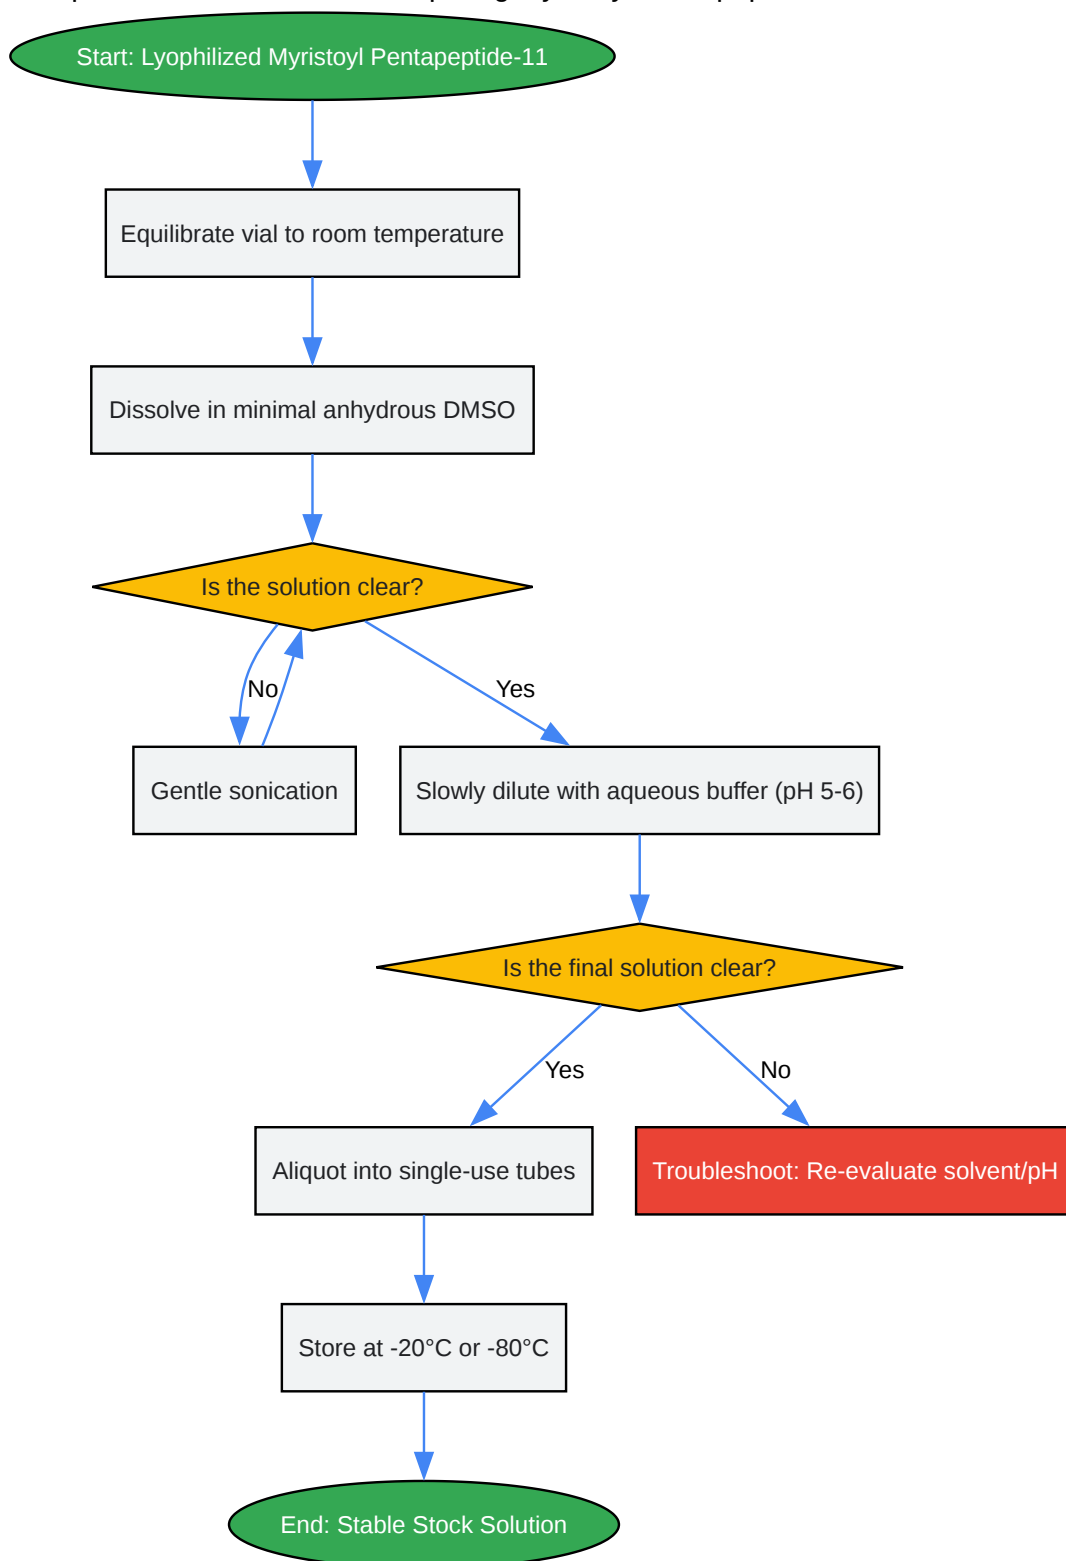 Start: Lyophilized Myristoyl Pentapeptide-11
Equilibrate vial to room temperature
Dissolve in minimal anhydrous DMSO
Is the solution clear?
No
Yes
Gentle sonication
Slowly dilute with aqueous buffer (pH 5-6)
Is the final solution clear?
Yes
No
Aliquot into single-use tubes
Troubleshoot: Re-evaluate solvent/pH
Store at -20°C or -80°C
End: Stable Stock Solution